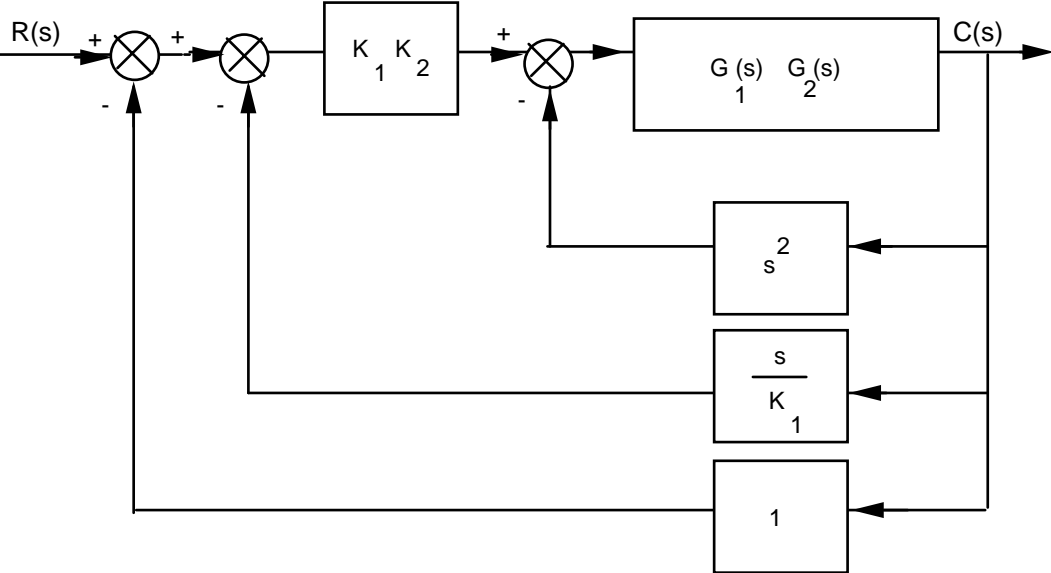 R(s)
+
-
+
-
K1 K2
+
-
G1(s) G2(s)
C(s)
s2
s
K1
1